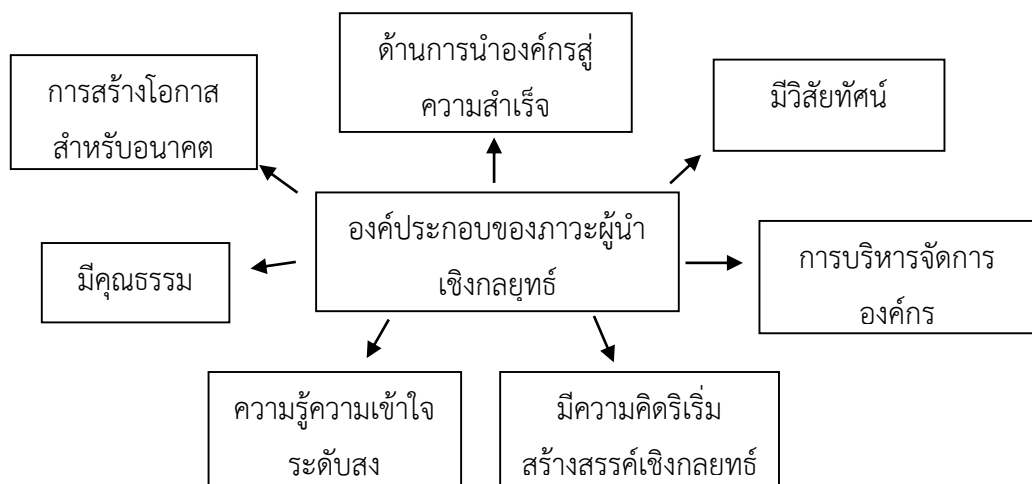 ด้านการนำองค์กรสู่
ความสำเร็จ
การสร้างโอกาส
สำหรับอนาคต
มีวิสัยทัศน์
องค์ประกอบของภาวะผู้นำ
เชิงกลยุทธ์
มีคุณธรรม
การบริหารจัดการ
องค์กร
ความรู้ความเข้าใจ
ระดับสูง
มีความคิดริเริ่ม
สร้างสรรค์เชิงกลยุทธ์